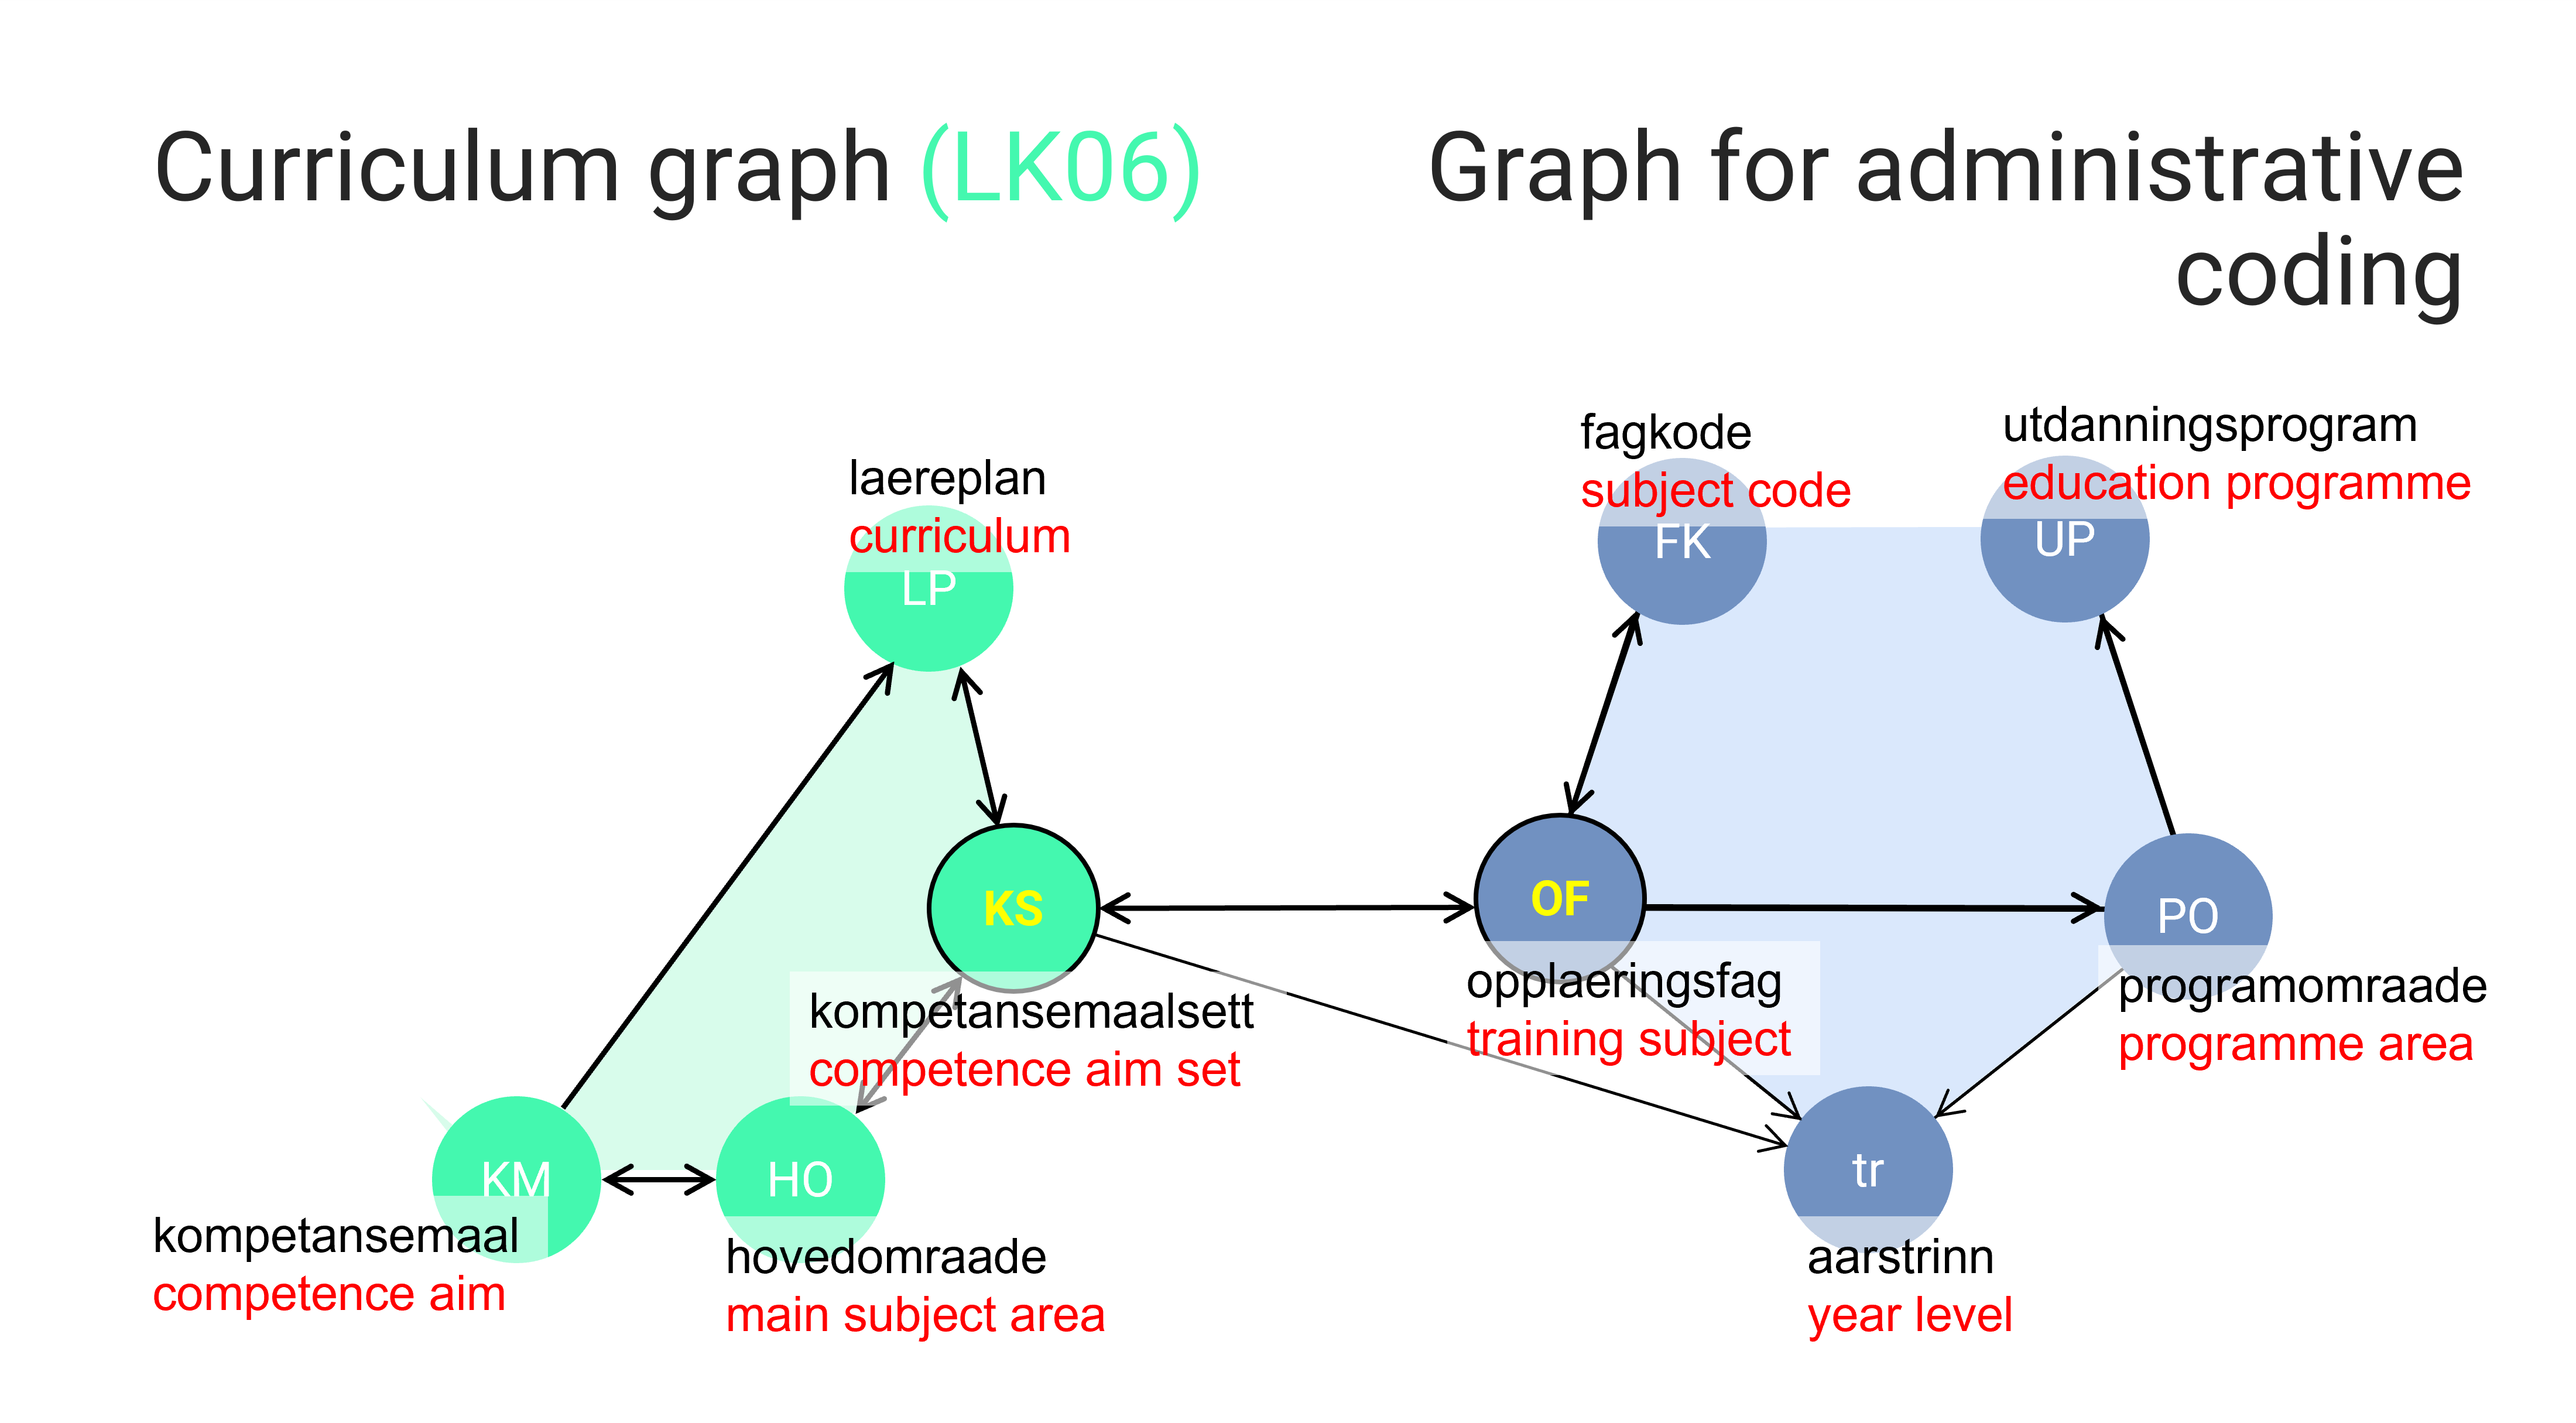 Curriculum graph (LK06)
Graph for administrative
coding
laereplan
curriculum
LP
fagkode
subject code
FK
utdanningsprogram
education programme
UP
KS
kompetansemaalsett
competence aim set
OF
opplaeringsfag
training subject
PO
programomraade
programme area
KM
kompetansemaal
competence aim
HO
hovedomraade
main subject area
tr
aarstrinn
year level